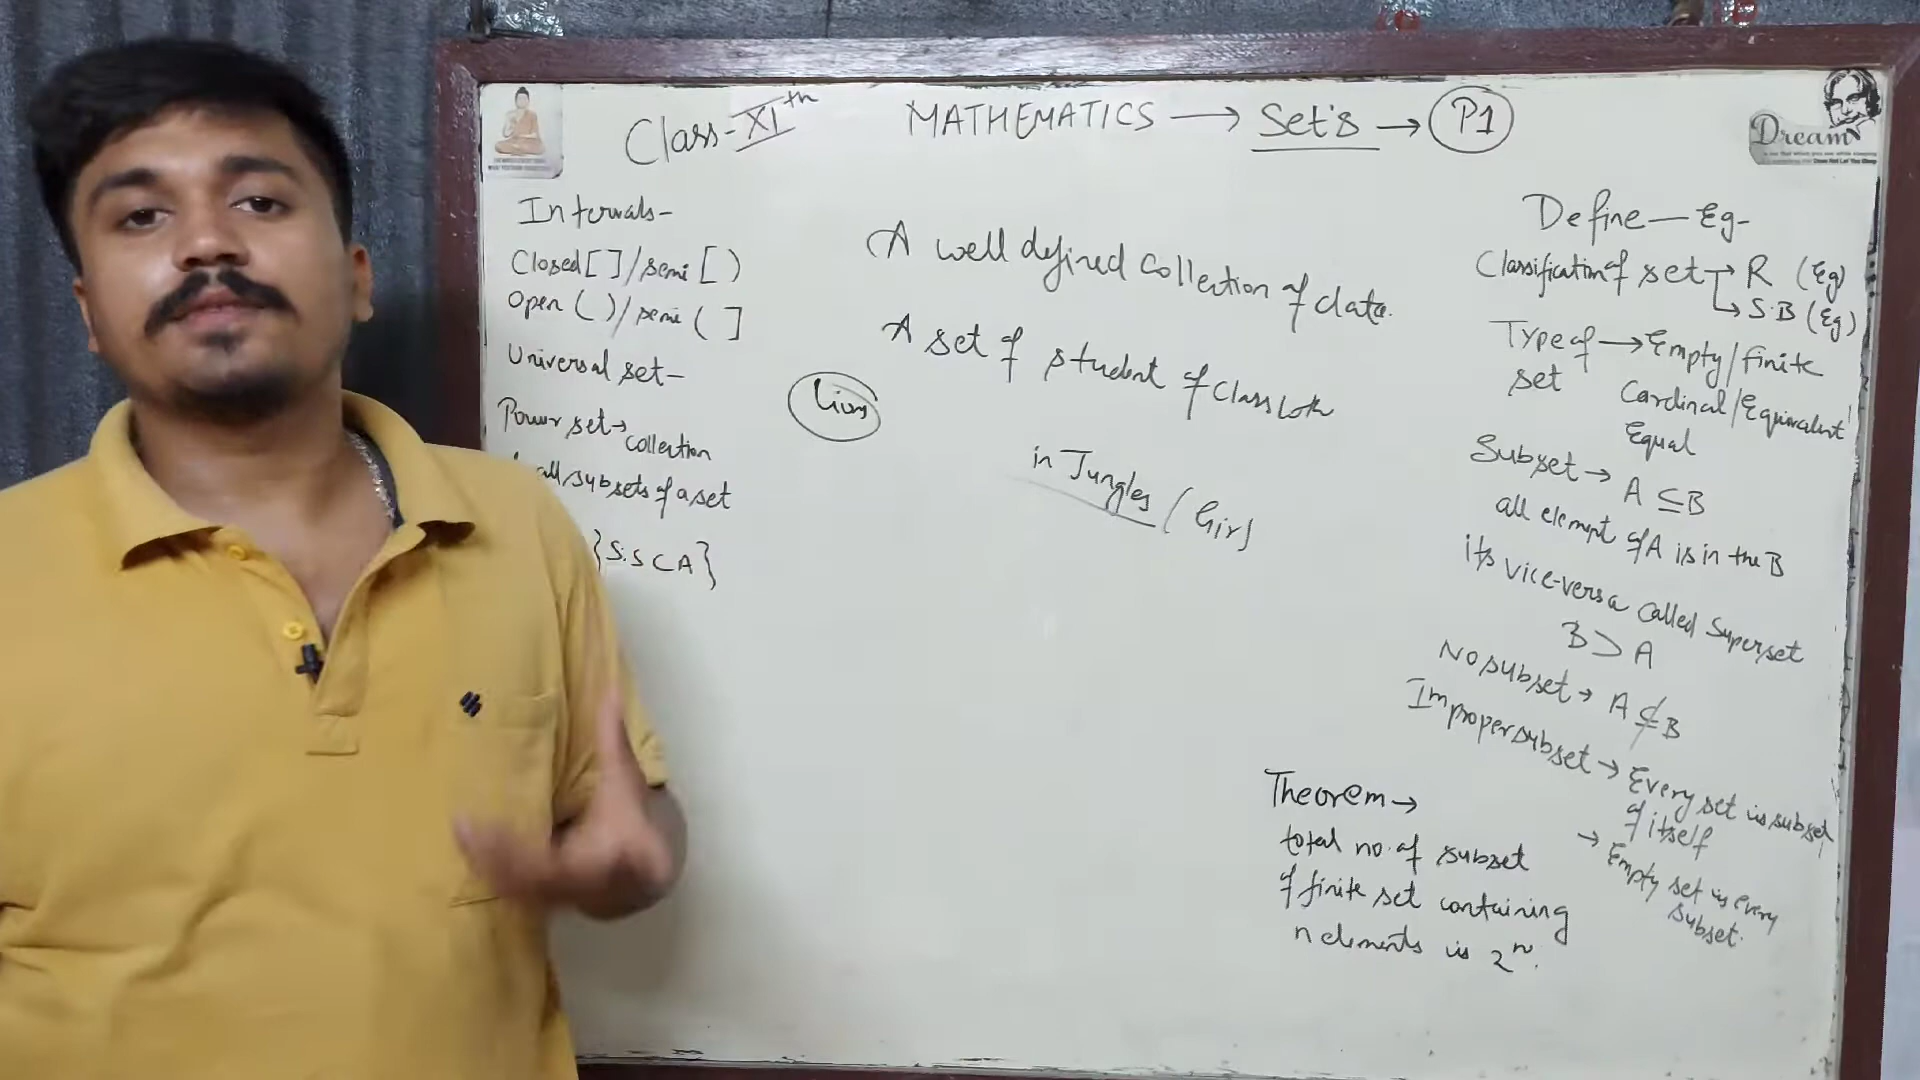 Class-XIth MATHEMATICS → Set's → P1
Dream
Intervals-
Closed [ ] / semi [ )
Open ( ) / semi ( ]
Universal set-
Power set→
collection
all subsets of a set
{S:S⊂A}
A well defined collection of data.
A set of student of Class 10th
Lions
in Jungles (Gir)
Define — Eg-
Classification of set → R (Eg)
→ S.B (Eg)
Type of → Empty/finite
set Cardinal/Equivalent
Equal
Subset → A ⊆ B
all element of A is in the B
its vice-versa called Superset
B ⊃ A
No subset → A ⊄ B
Improper subset → Every set is subset
of itself
→ Empty set is every
subset.
Theorem →
total no. of subset
of finite set containing
n elements is 2ⁿ.